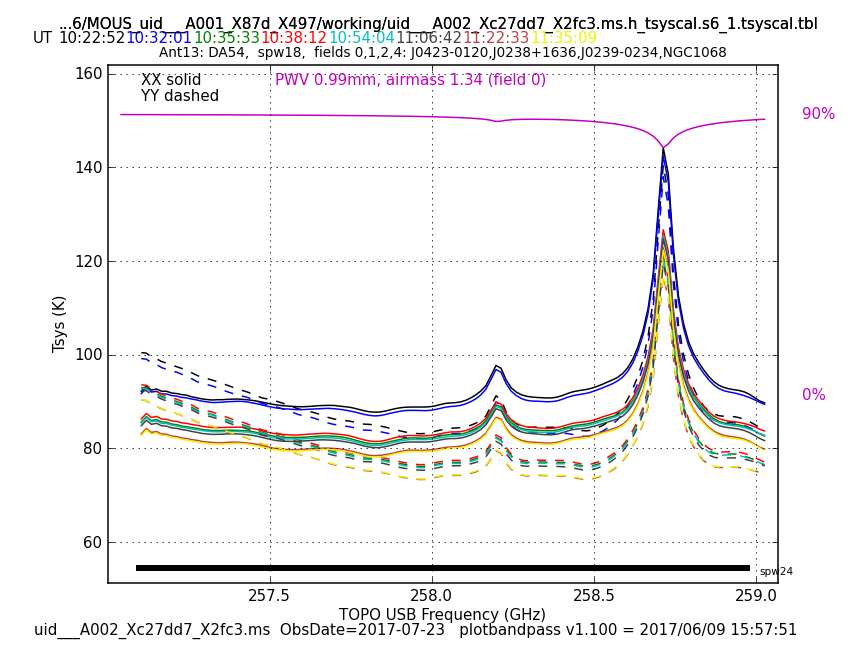 ...6/MOUS_uid___A001_X87d_X497/working/uid___A002_Xc27dd7_X2fc3.ms.h_tsyscal.s6_1.tsyscal.tbl
UT 10:22:52 10:32:01 10:35:33 10:38:12 10:54:04 11:06:42 11:22:33 11:35:09
Ant13: DA54,  spw18,  fields 0,1,2,4: J0423-0120,J0238+1636,J0239-0234,NGC1068
160
XX solid
PWV 0.99mm, airmass 1.34 (field 0)
YY dashed
90%
140
120
Tsys (K)
100
0%
80
60
spw24
257.5 258.0 258.5 259.0
TOPO USB Frequency (GHz)
uid___A002_Xc27dd7_X2fc3.ms  ObsDate=2017-07-23   plotbandpass v1.100 = 2017/06/09 15:57:51